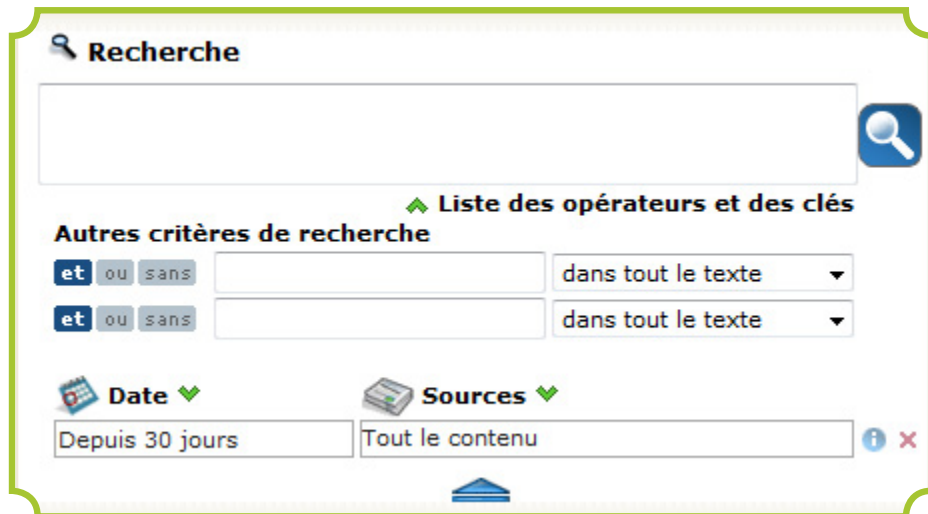 Recherche
Liste des opérateurs et des clés
Autres critères de recherche
et ou sans dans tout le texte
et ou sans dans tout le texte
Date Sources
Depuis 30 jours Tout le contenu